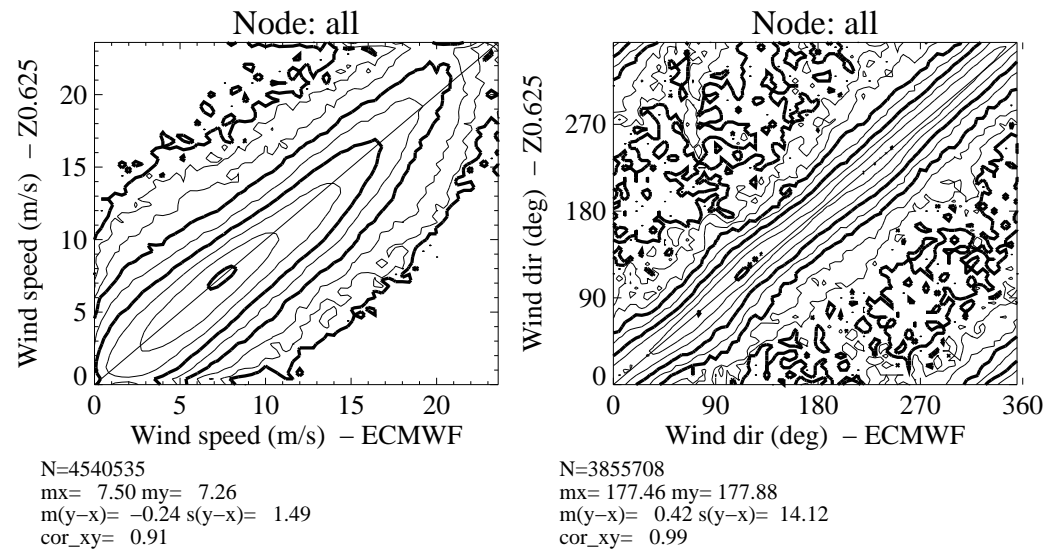 Node: all
Wind speed (m/s) − Z0.625
20
15
10
5
0
0 5 10 15 20
Wind speed (m/s) − ECMWF
N=4540535
mx= 7.50 my= 7.26
m(y−x)= −0.24 s(y−x)= 1.49
cor_xy= 0.91
Node: all
Wind dir (deg) − Z0.625
270
180
90
0
0 90 180 270 360
Wind dir (deg) − ECMWF
N=3855708
mx= 177.46 my= 177.88
m(y−x)= 0.42 s(y−x)= 14.12
cor_xy= 0.99